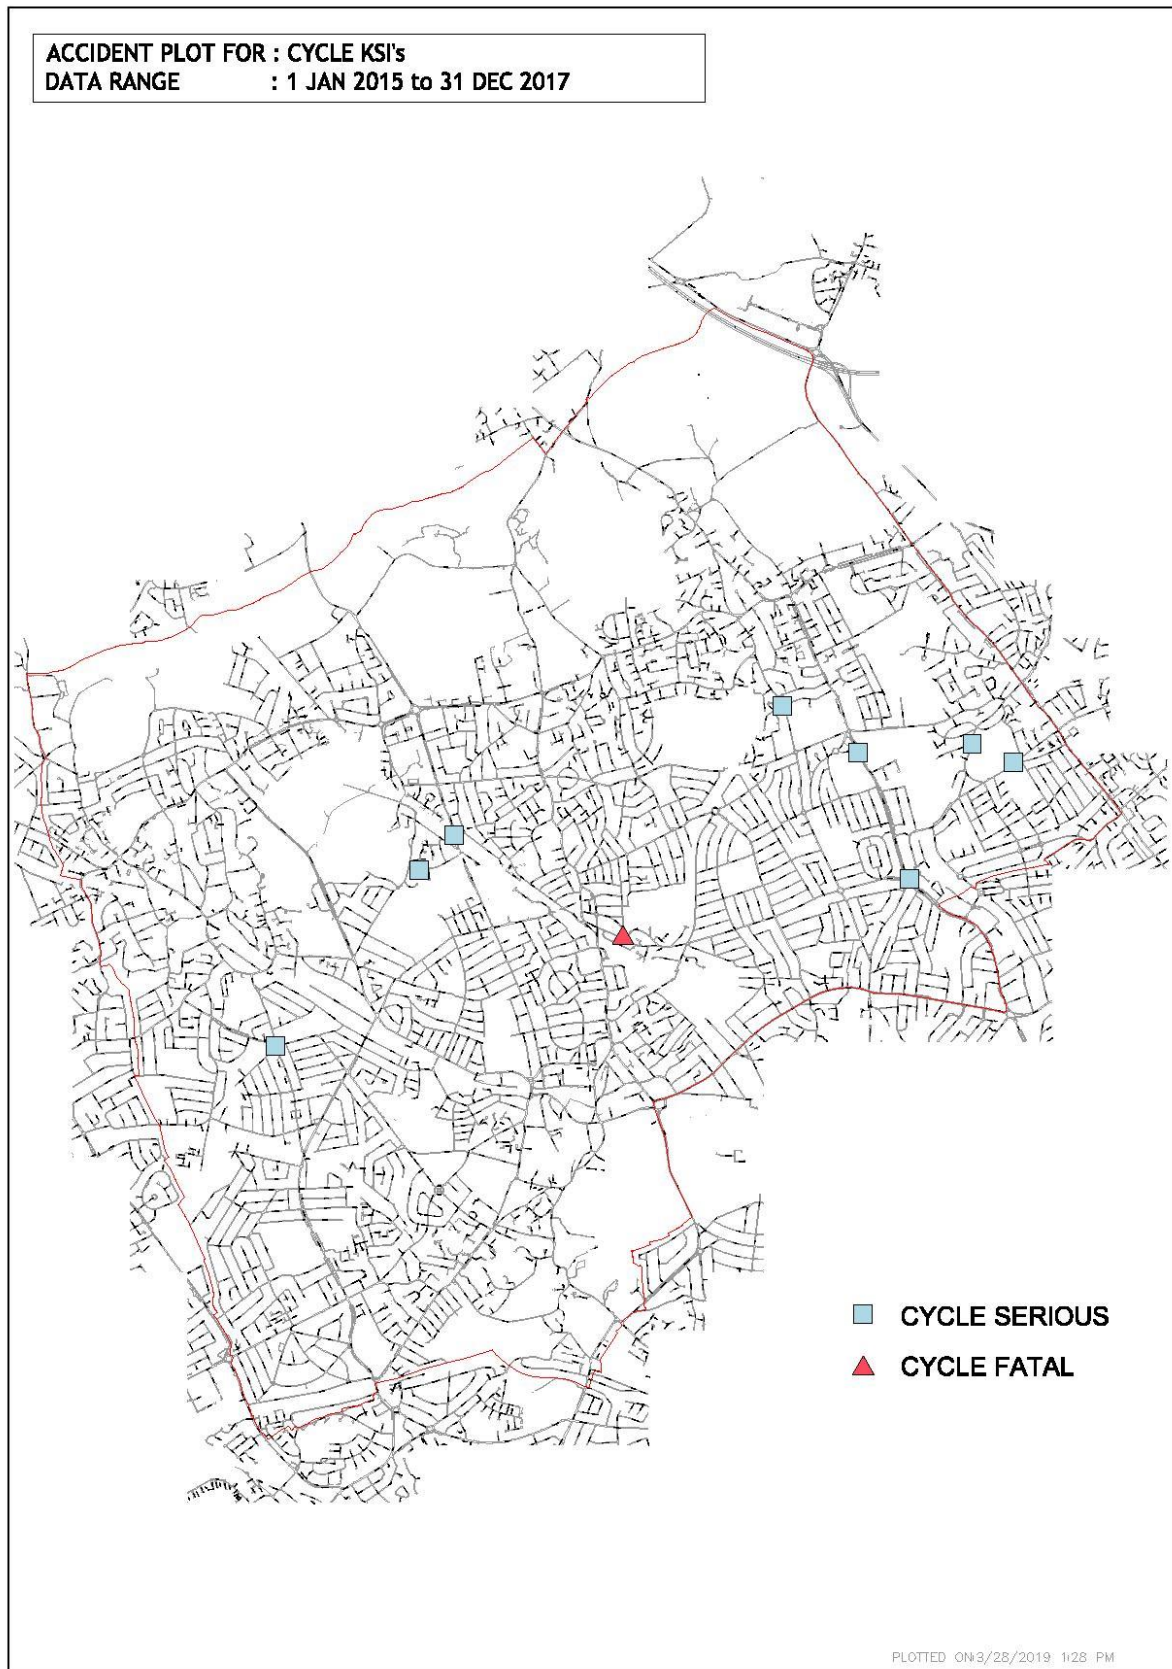 ACCIDENT PLOT FOR : CYCLE KSI's
DATA RANGE : 1 JAN 2015 to 31 DEC 2017
CYCLE SERIOUS
CYCLE FATAL
PLOTTED ON:3/28/2019 1:28 PM